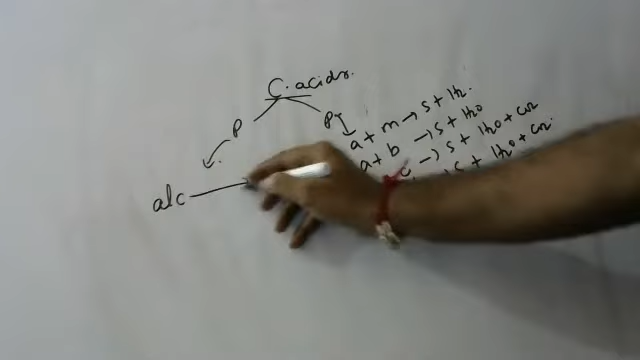 C. acids.
P
P
a + m → S + H2.
a + b → S + H2O
c → S + H2O + CO2
S + H2O + CO2.
alc